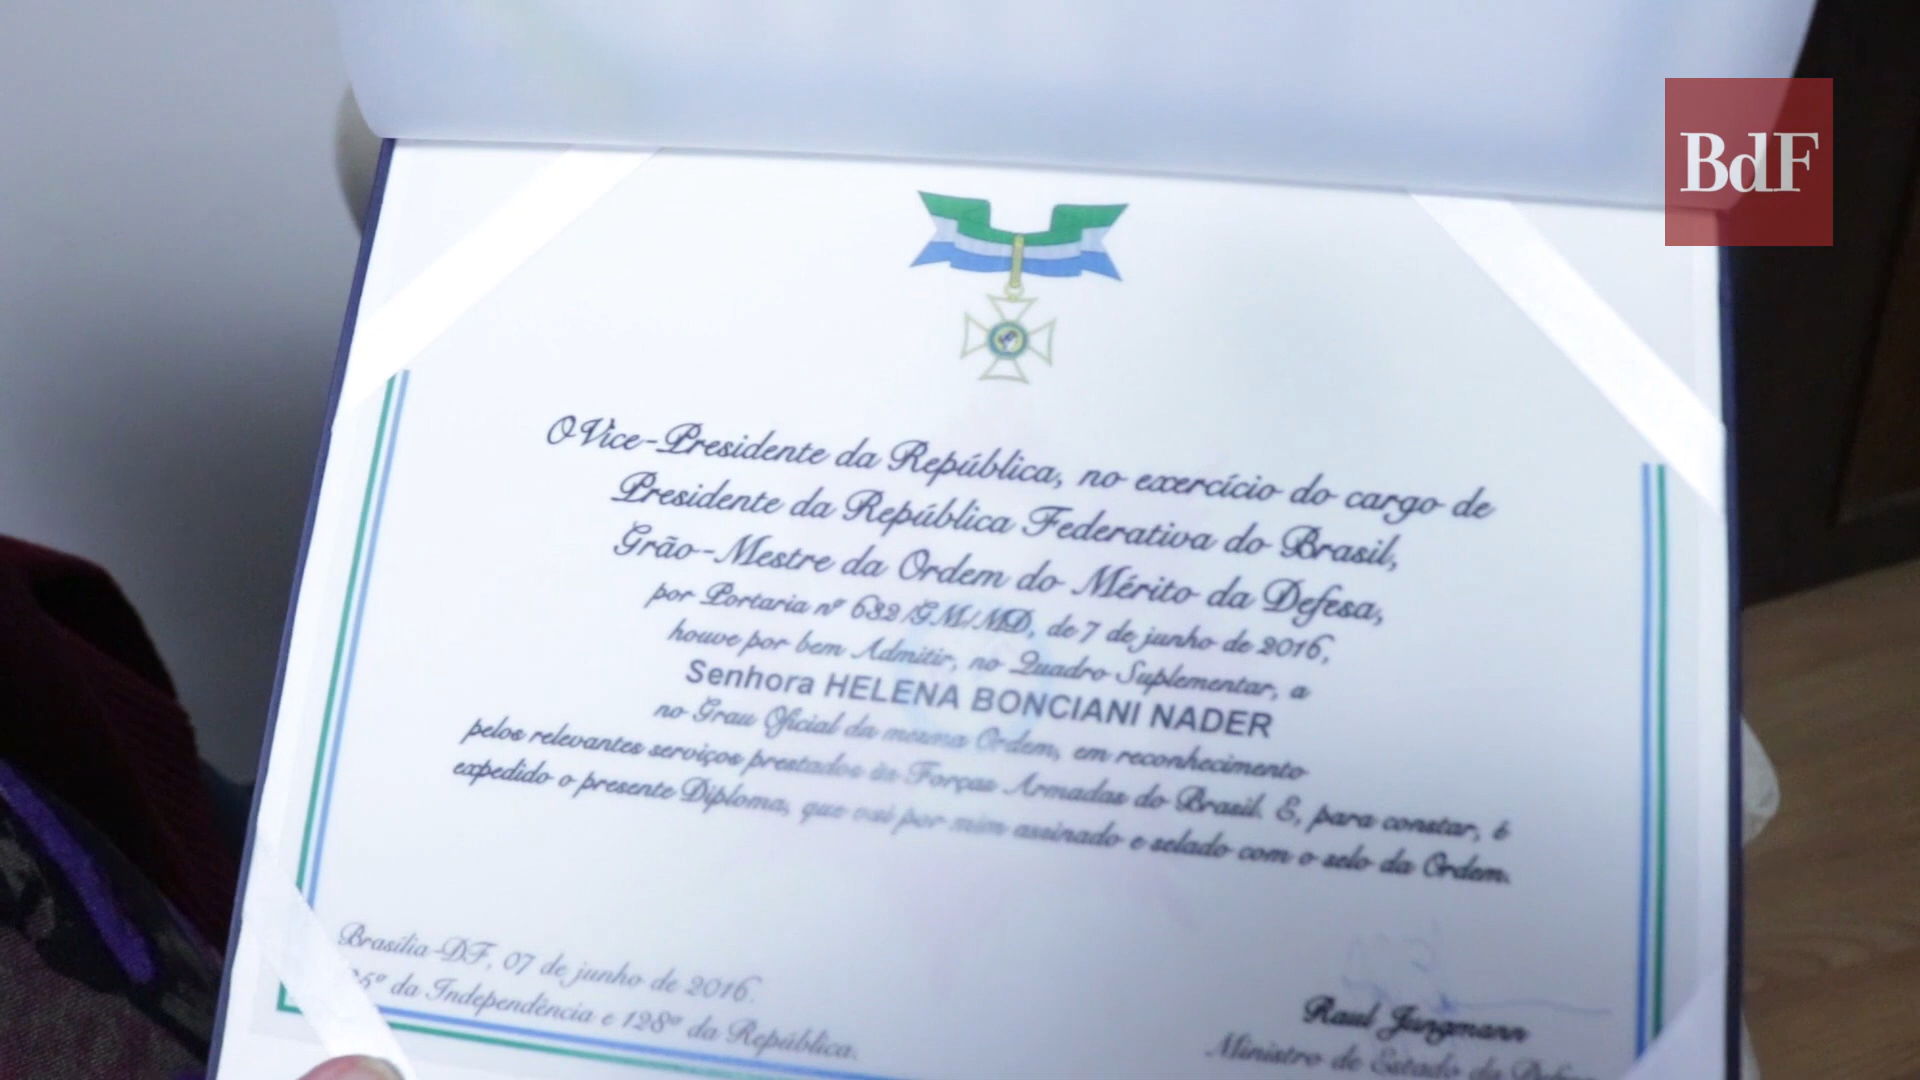 BdF
O Vice-Presidente da República, no exercício do cargo de
Presidente da República Federativa do Brasil,
Grão-Mestre da Ordem do Mérito da Defesa,
por Portaria nº 632/GM/MD, de 7 de junho de 2016,
houve por bem Admitir, no Quadro Suplementar, a
Senhora HELENA BONCIANI NADER
no Grau Oficial da mesma Ordem, em reconhecimento
pelos relevantes serviços prestados às Forças Armadas do Brasil. E, para constar, é
expedido o presente Diploma, que vai por mim assinado e selado com o selo da Ordem.
Brasília-DF, 07 de junho de 2016.
95º da Independência e 128º da República.
Raul Jungmann
Ministro de Estado da Defesa